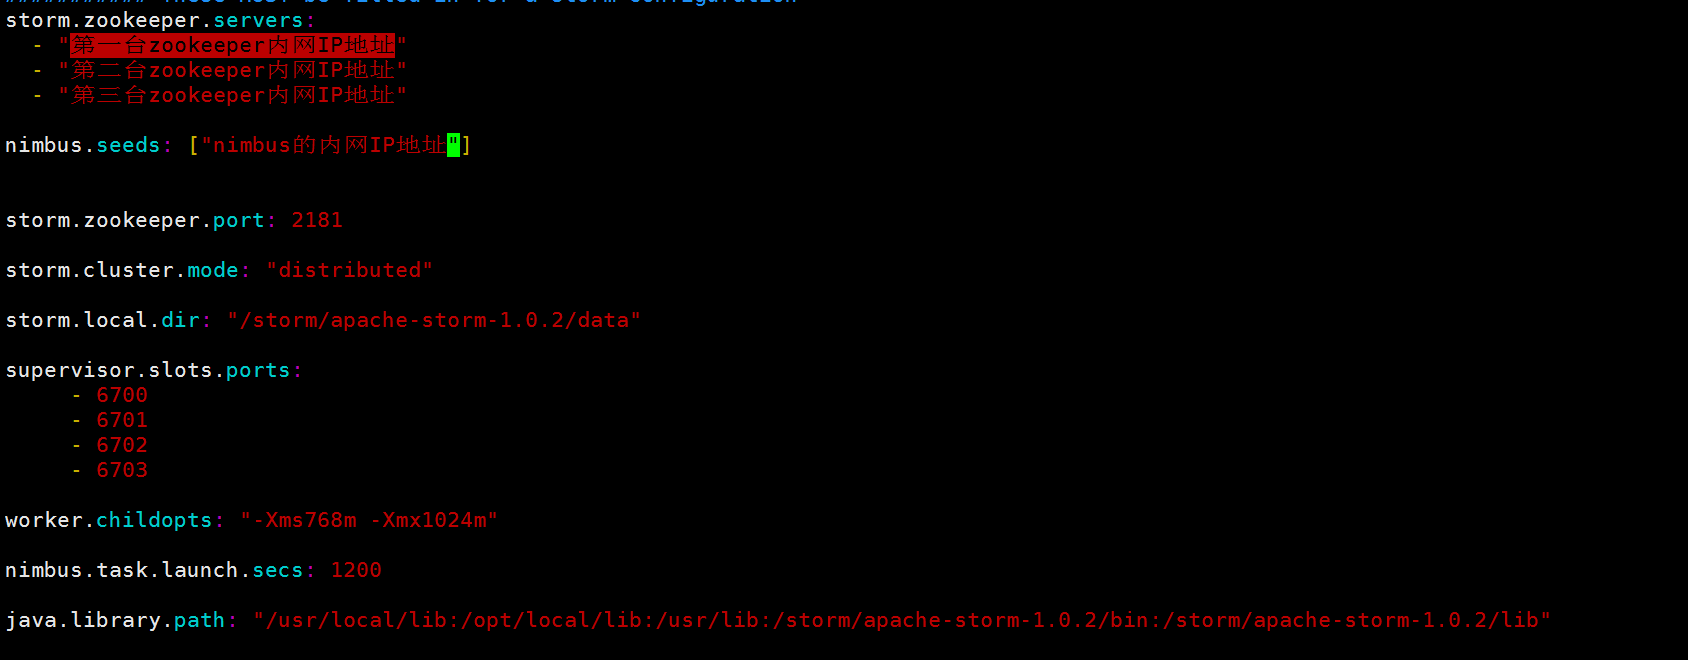 storm.zookeeper.servers:
  - "第一台zookeeper内网IP地址"
  - "第二台zookeeper内网IP地址"
  - "第三台zookeeper内网IP地址"
nimbus.seeds: ["nimbus的内网IP地址"]
storm.zookeeper.port: 2181
storm.cluster.mode: "distributed"
storm.local.dir: "/storm/apache-storm-1.0.2/data"
supervisor.slots.ports:
     - 6700
     - 6701
     - 6702
     - 6703
worker.childopts: "-Xms768m -Xmx1024m"
nimbus.task.launch.secs: 1200
java.library.path: "/usr/local/lib:/opt/local/lib:/usr/lib:/storm/apache-storm-1.0.2/bin:/storm/apache-storm-1.0.2/lib"